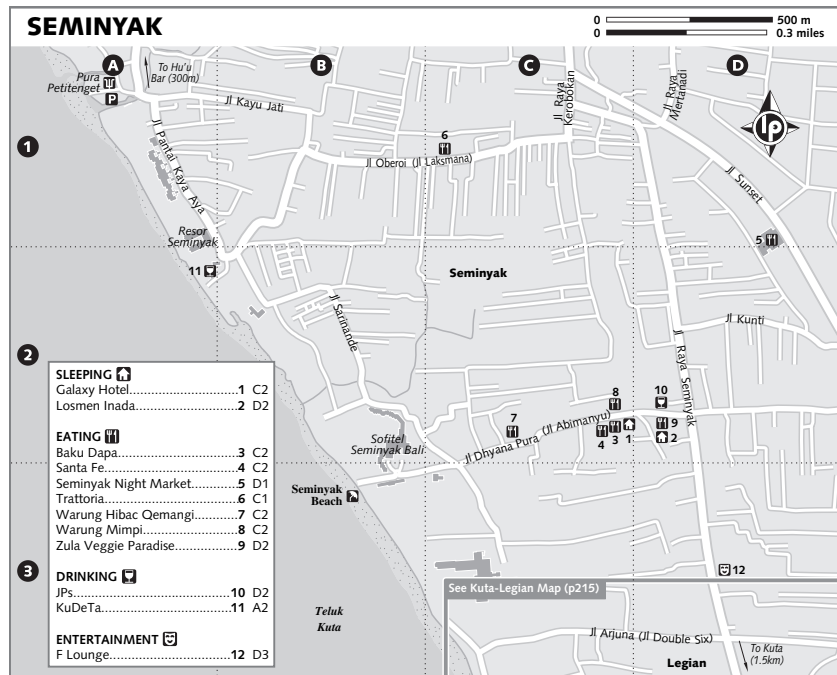 SEMINYAK
0 500 m
0 0.3 miles
A
B
C
D
To Hu'u
Bar (300m)
Pura
Petitenget
P
Jl Kayu Jati
Jl Raya
Kerobokan
Jl Raya
Mertanadi
lp
1
Jl Pantai Kaya Aya
6
Jl Oberoi (Jl Laksmana)
Jl Sunset
Resor
Seminyak
5
11
Seminyak
Jl Sarinande
Jl Kunti
2
Jl Raya Seminyak
SLEEPING
Galaxy Hotel 1 C2
Losmen Inada 2 D2
EATING
Baku Dapa 3 C2
Santa Fe 4 C2
Seminyak Night Market 5 D1
Trattoria 6 C1
Warung Hibac Qemangi 7 C2
Warung Mimpi 8 C2
Zula Veggie Paradise 9 D2
DRINKING
JPs 10 D2
KuDeTa 11 A2
ENTERTAINMENT
F Lounge 12 D3
8
10
7
9
4
3
1
2
Jl Dhyana Pura (Jl Abimanyu)
Sofitel
Seminyak Bali
Seminyak
Beach
3
12
See Kuta-Legian Map (p215)
Teluk
Kuta
Jl Arjuna (Jl Double Six)
Legian
To Kuta
(1.5km)